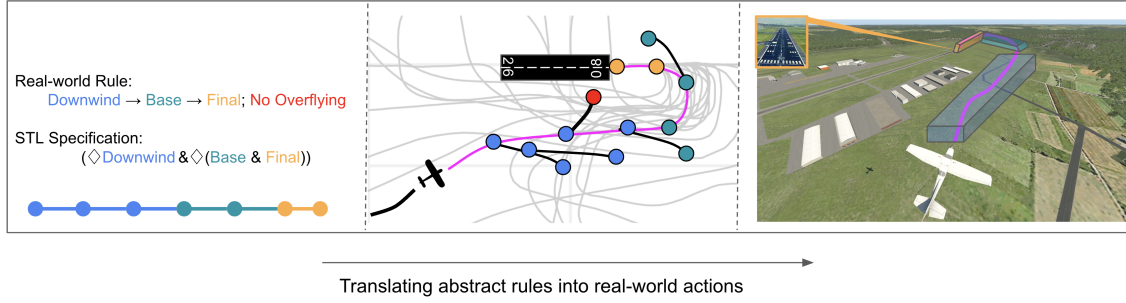 Real-world Rule:
Downwind → Base → Final; No Overflying
STL Specification:
(◇Downwind & ◇(Base & Final))
26
08
Translating abstract rules into real-world actions